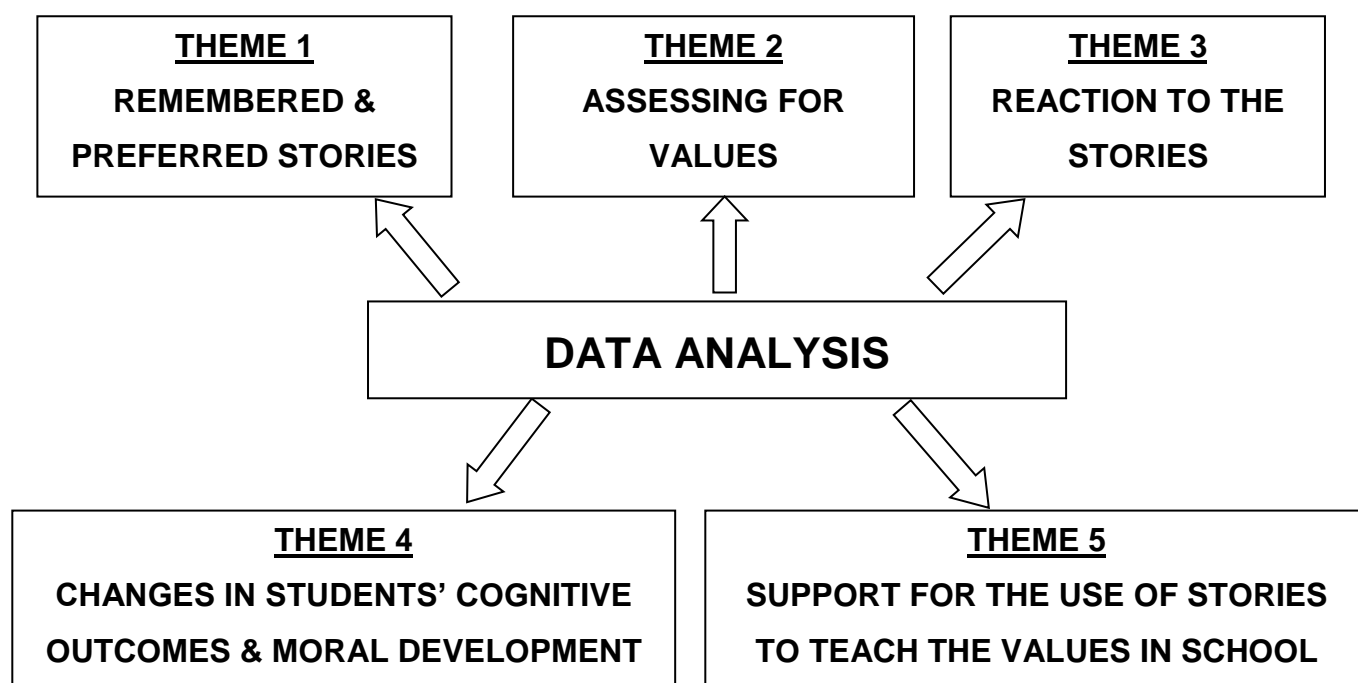 THEME 1
REMEMBERED &
PREFERRED STORIES
THEME 2
ASSESSING FOR
VALUES
THEME 3
REACTION TO THE
STORIES
DATA ANALYSIS
THEME 4
CHANGES IN STUDENTS’ COGNITIVE
OUTCOMES & MORAL DEVELOPMENT
THEME 5
SUPPORT FOR THE USE OF STORIES
TO TEACH THE VALUES IN SCHOOL